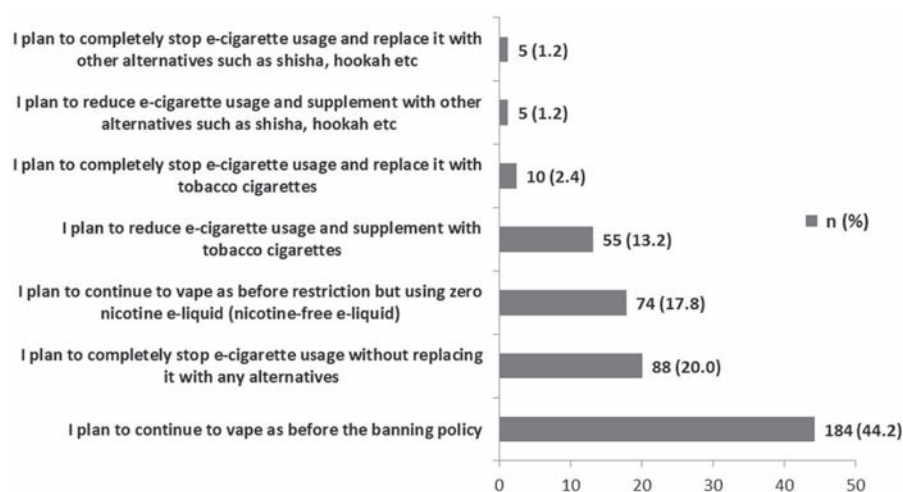 I plan to completely stop e-cigarette usage and replace it with
other alternatives such as shisha, hookah etc
5 (1.2)
I plan to reduce e-cigarette usage and supplement with other
alternatives such as shisha, hookah etc
5 (1.2)
I plan to completely stop e-cigarette usage and replace it with
tobacco cigarettes
10 (2.4)
I plan to reduce e-cigarette usage and supplement with
tobacco cigarettes
55 (13.2)
n (%)
I plan to continue to vape as before restriction but using zero
nicotine e-liquid (nicotine-free e-liquid)
74 (17.8)
I plan to completely stop e-cigarette usage without replacing
it with any alternatives
88 (20.0)
I plan to continue to vape as before the banning policy
184 (44.2)
0 10 20 30 40 50